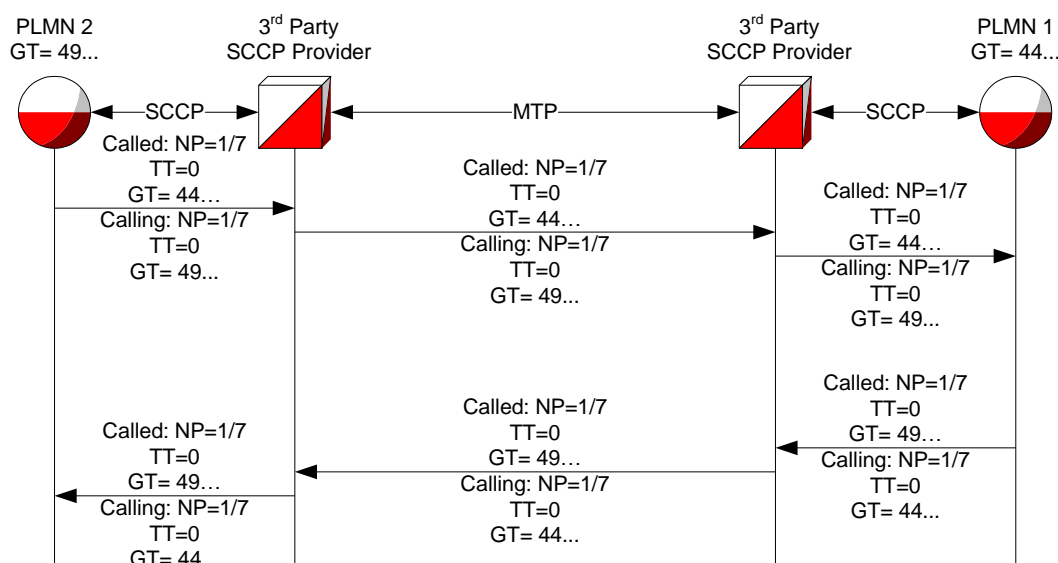 PLMN 2
GT= 49...
3rd Party
SCCP Provider
3rd Party
SCCP Provider
PLMN 1
GT= 44...
SCCP
MTP
SCCP
Called: NP=1/7
TT=0
GT= 44…
Calling: NP=1/7
TT=0
GT= 49...
Called: NP=1/7
TT=0
GT= 44…
Calling: NP=1/7
TT=0
GT= 49...
Called: NP=1/7
TT=0
GT= 44…
Calling: NP=1/7
TT=0
GT= 49...
Called: NP=1/7
TT=0
GT= 49…
Calling: NP=1/7
TT=0
GT= 44...
Called: NP=1/7
TT=0
GT= 49…
Calling: NP=1/7
TT=0
GT= 44...
Called: NP=1/7
TT=0
GT= 49…
Calling: NP=1/7
TT=0
GT= 44